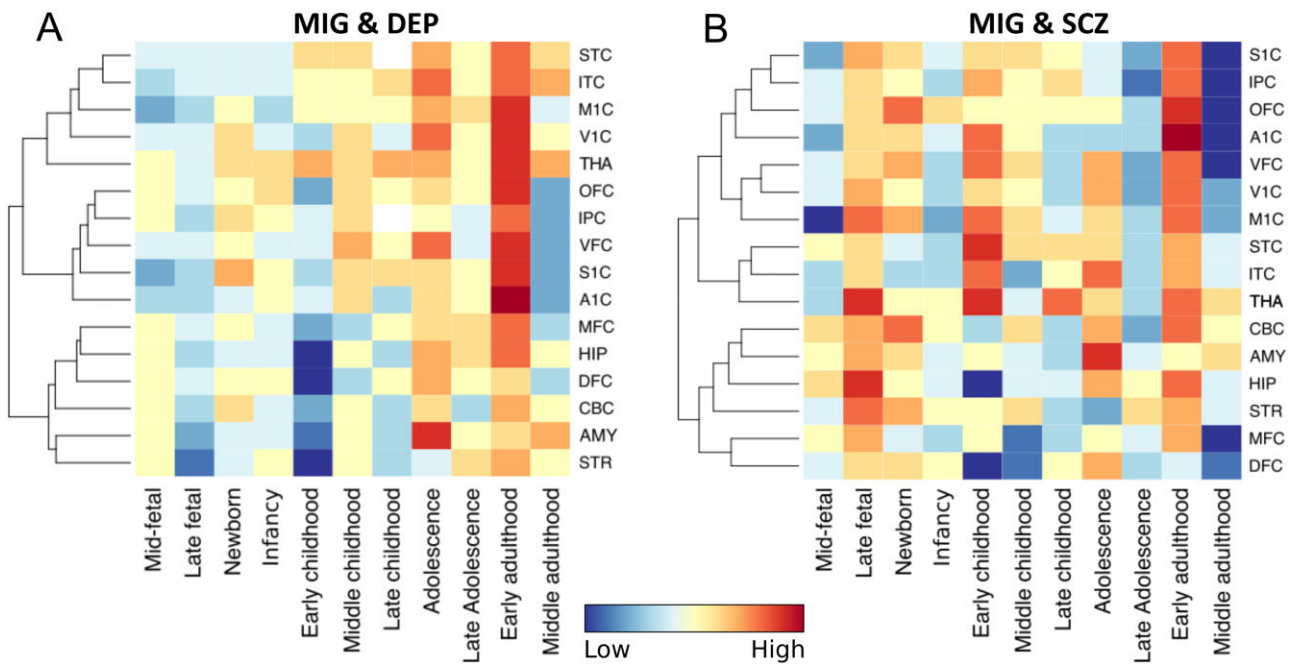 A
MIG & DEP
STC
ITC
M1C
V1C
THA
OFC
IPC
VFC
S1C
A1C
MFC
HIP
DFC
CBC
AMY
STR
Mid-fetal
Late fetal
Newborn
Infancy
Early childhood
Middle childhood
Late childhood
Adolescence
Late Adolescence
Early adulthood
Middle adulthood
B
MIG & SCZ
S1C
IPC
OFC
A1C
VFC
V1C
M1C
STC
ITC
THA
CBC
AMY
HIP
STR
MFC
DFC
Mid-fetal
Late fetal
Newborn
Infancy
Early childhood
Middle childhood
Late childhood
Adolescence
Late Adolescence
Early adulthood
Middle adulthood
Low High